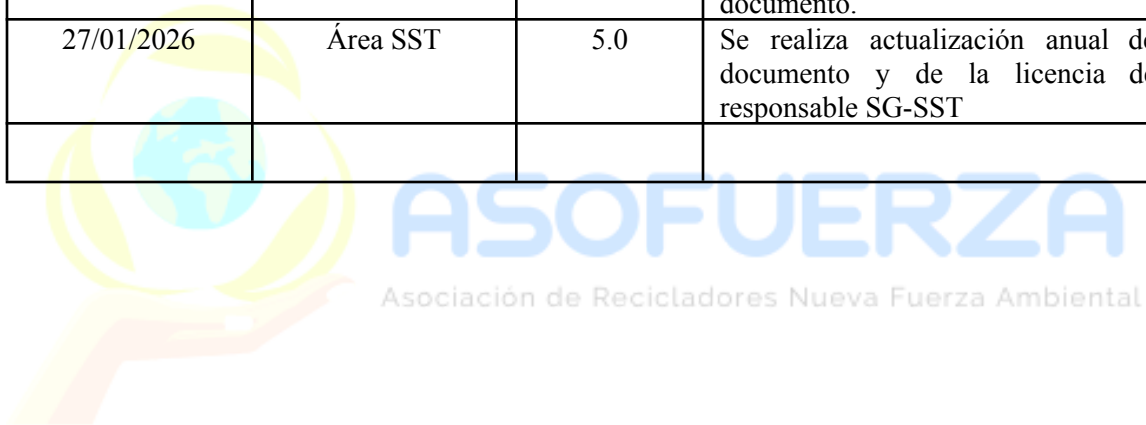 documento.
27/01/2026 Área SST 5.0 Se realiza actualización anual de
documento y de la licencia de
responsable SG-SST
ASOFUERZA
Asociación de Recicladores Nueva Fuerza Ambiental